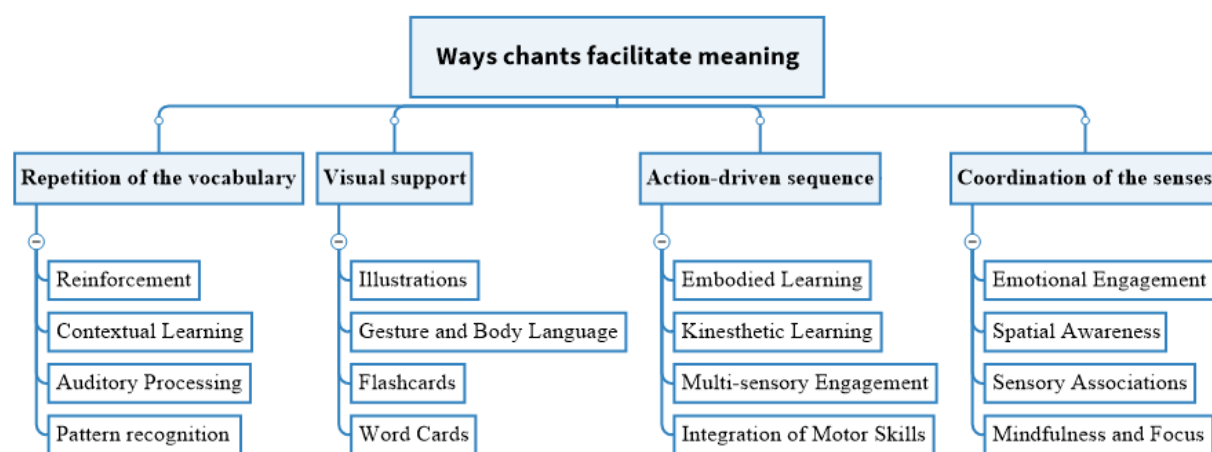 Ways chants facilitate meaning
Repetition of the vocabulary
Reinforcement
Contextual Learning
Auditory Processing
Pattern recognition
Visual support
Illustrations
Gesture and Body Language
Flashcards
Word Cards
Action-driven sequence
Embodied Learning
Kinesthetic Learning
Multi-sensory Engagement
Integration of Motor Skills
Coordination of the senses
Emotional Engagement
Spatial Awareness
Sensory Associations
Mindfulness and Focus